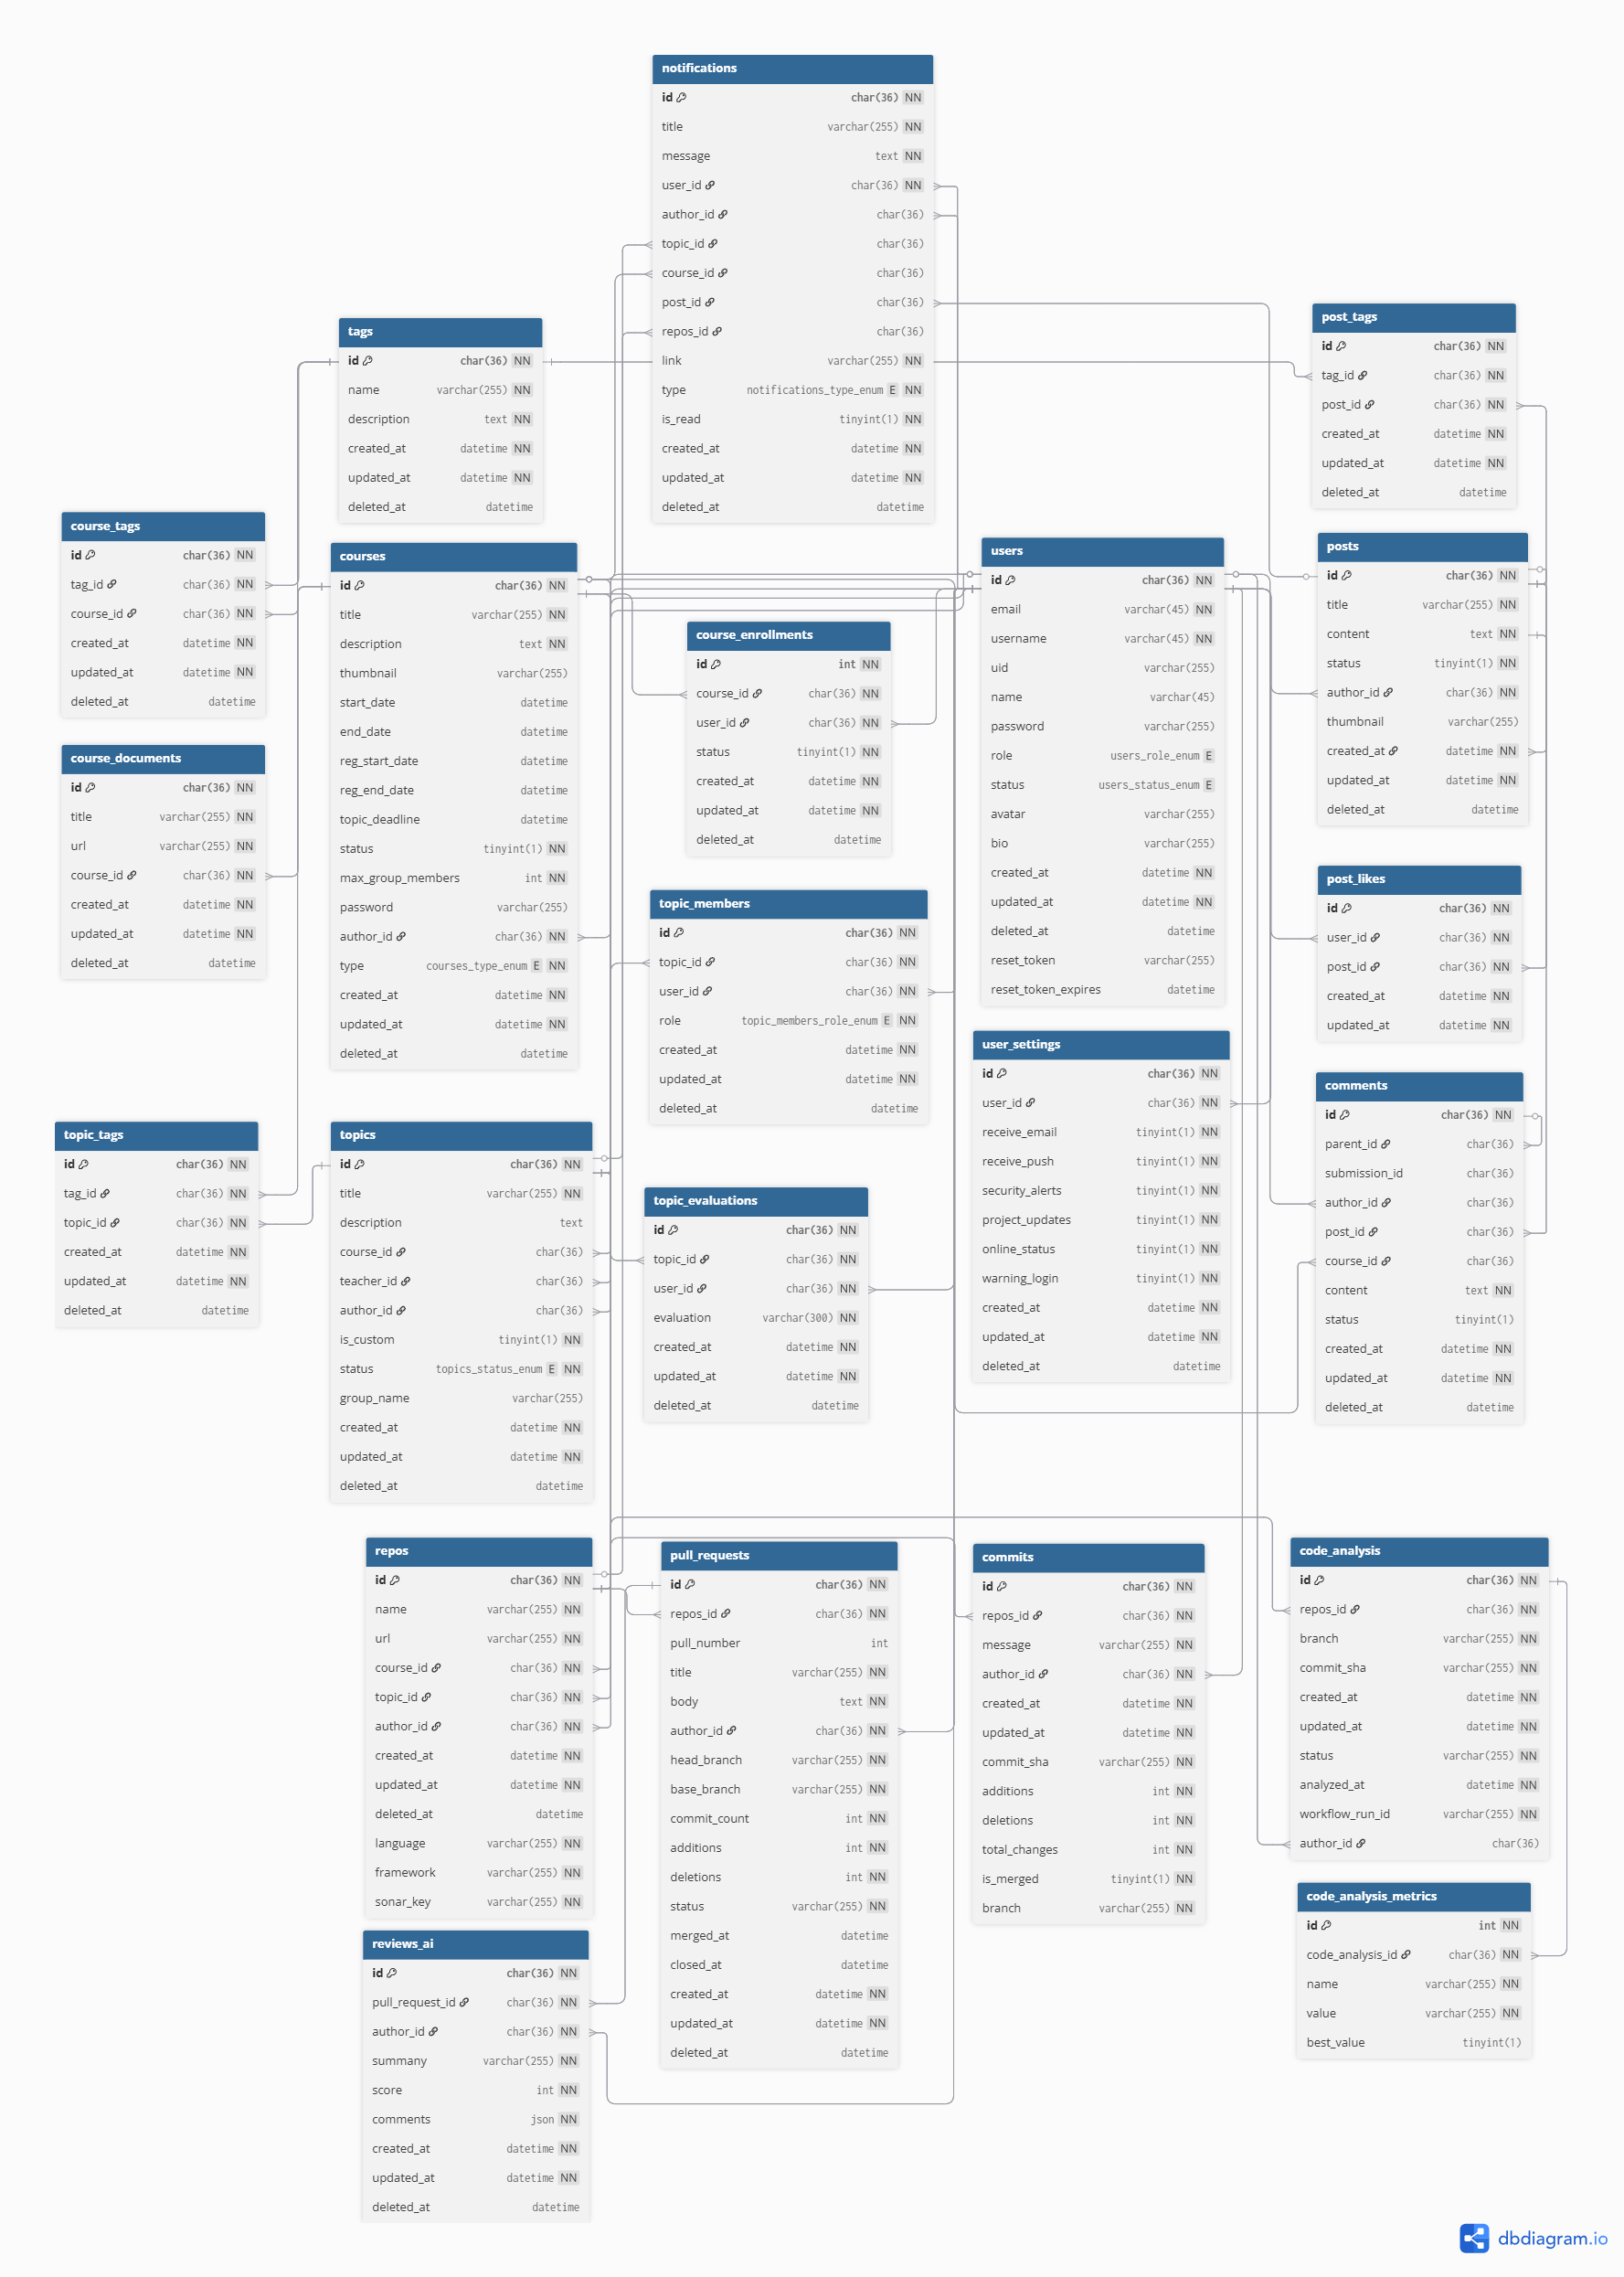 notifications
id char(36) NN
title varchar(255) NN
message text NN
user_id char(36) NN
author_id char(36)
topic_id char(36)
course_id char(36)
post_id char(36)
repos_id char(36)
link varchar(255) NN
type notifications_type_enum E NN
is_read tinyint(1) NN
created_at datetime NN
updated_at datetime NN
deleted_at datetime
tags
id char(36) NN
name varchar(255) NN
description text NN
created_at datetime NN
updated_at datetime NN
deleted_at datetime
post_tags
id char(36) NN
tag_id char(36) NN
post_id char(36) NN
created_at datetime NN
updated_at datetime NN
deleted_at datetime
course_tags
id char(36) NN
tag_id char(36) NN
course_id char(36) NN
created_at datetime NN
updated_at datetime NN
deleted_at datetime
courses
id char(36) NN
title varchar(255) NN
description text NN
thumbnail varchar(255)
start_date datetime
end_date datetime
reg_start_date datetime
reg_end_date datetime
topic_deadline datetime
status tinyint(1) NN
max_group_members int NN
password varchar(255)
author_id char(36) NN
type courses_type_enum E NN
created_at datetime NN
updated_at datetime NN
deleted_at datetime
users
id char(36) NN
email varchar(45) NN
username varchar(45) NN
uid varchar(255)
name varchar(45)
password varchar(255)
role users_role_enum E
status users_status_enum E
avatar varchar(255)
bio varchar(255)
created_at datetime NN
updated_at datetime NN
deleted_at datetime
reset_token varchar(255)
reset_token_expires datetime
posts
id char(36) NN
title varchar(255) NN
content text NN
status tinyint(1) NN
author_id char(36) NN
thumbnail varchar(255)
created_at datetime NN
updated_at datetime NN
deleted_at datetime
course_enrollments
id int NN
course_id char(36) NN
user_id char(36) NN
status tinyint(1) NN
created_at datetime NN
updated_at datetime NN
deleted_at datetime
course_documents
id char(36) NN
title varchar(255) NN
url varchar(255) NN
course_id char(36) NN
created_at datetime NN
updated_at datetime NN
deleted_at datetime
topic_members
id char(36) NN
topic_id char(36) NN
user_id char(36) NN
role topic_members_role_enum E NN
created_at datetime NN
updated_at datetime NN
deleted_at datetime
post_likes
id char(36) NN
user_id char(36) NN
post_id char(36) NN
created_at datetime NN
updated_at datetime NN
user_settings
id char(36) NN
user_id char(36) NN
receive_email tinyint(1) NN
receive_push tinyint(1) NN
security_alerts tinyint(1) NN
project_updates tinyint(1) NN
online_status tinyint(1) NN
warning_login tinyint(1) NN
created_at datetime NN
updated_at datetime NN
deleted_at datetime
comments
id char(36) NN
parent_id char(36)
submission_id char(36)
author_id char(36)
post_id char(36)
course_id char(36)
content text NN
status tinyint(1)
created_at datetime NN
updated_at datetime NN
deleted_at datetime
topic_tags
id char(36) NN
tag_id char(36) NN
topic_id char(36) NN
created_at datetime NN
updated_at datetime NN
deleted_at datetime
topics
id char(36) NN
title varchar(255) NN
description text
course_id char(36)
teacher_id char(36)
author_id char(36)
is_custom tinyint(1) NN
status topics_status_enum E NN
group_name varchar(255)
created_at datetime NN
updated_at datetime NN
deleted_at datetime
topic_evaluations
id char(36) NN
topic_id char(36) NN
user_id char(36) NN
evaluation varchar(300) NN
created_at datetime NN
updated_at datetime NN
deleted_at datetime
repos
id char(36) NN
name varchar(255) NN
url varchar(255) NN
course_id char(36) NN
topic_id char(36) NN
author_id char(36) NN
created_at datetime NN
updated_at datetime NN
deleted_at datetime
language varchar(255) NN
framework varchar(255) NN
sonar_key varchar(255) NN
pull_requests
id char(36) NN
repos_id char(36) NN
pull_number int
title varchar(255) NN
body text NN
author_id char(36) NN
head_branch varchar(255) NN
base_branch varchar(255) NN
commit_count int NN
additions int NN
deletions int NN
status varchar(255) NN
merged_at datetime
closed_at datetime
created_at datetime NN
updated_at datetime NN
deleted_at datetime
commits
id char(36) NN
repos_id char(36) NN
message varchar(255) NN
author_id char(36) NN
created_at datetime NN
updated_at datetime NN
commit_sha varchar(255) NN
additions int NN
deletions int NN
total_changes int NN
is_merged tinyint(1) NN
branch varchar(255) NN
code_analysis
id char(36) NN
repos_id char(36) NN
branch varchar(255) NN
commit_sha varchar(255) NN
created_at datetime NN
updated_at datetime NN
status varchar(255) NN
analyzed_at datetime NN
workflow_run_id varchar(255) NN
author_id char(36)
code_analysis_metrics
id int NN
code_analysis_id char(36) NN
name varchar(255) NN
value varchar(255) NN
best_value tinyint(1)
reviews_ai
id char(36) NN
pull_request_id char(36) NN
author_id char(36) NN
summany varchar(255) NN
score int NN
comments json NN
created_at datetime NN
updated_at datetime NN
deleted_at datetime
dbdiagram.io